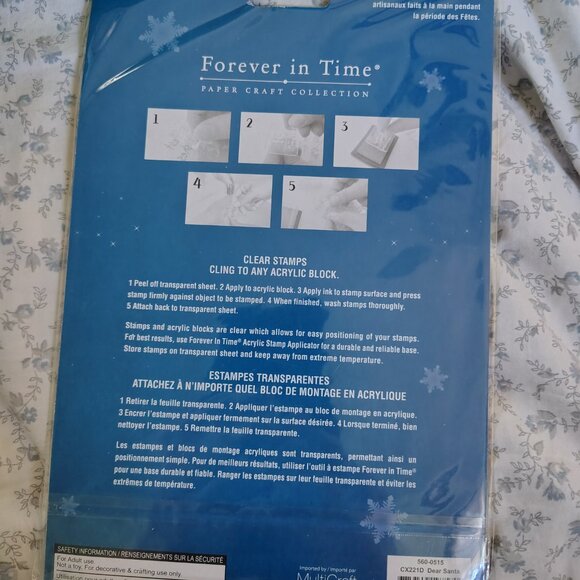 artisanaux faits à la main pendant
la période des Fêtes.
Forever in Time®
PAPER CRAFT COLLECTION
1
2
3
4
5
CLEAR STAMPS
CLING TO ANY ACRYLIC BLOCK.
1 Peel off transparent sheet. 2 Apply to acrylic block. 3 Apply ink to stamp surface and press
stamp firmly against object to be stamped. 4 When finished, wash stamps thoroughly.
5 Attach back to transparent sheet.
Stamps and acrylic blocks are clear which allows for easy positioning of your stamps.
For best results, use Forever In Time® Acrylic Stamp Applicator for a durable and reliable base.
Store stamps on transparent sheet and keep away from extreme temperature.
ESTAMPES TRANSPARENTES
ATTACHEZ À N'IMPORTE QUEL BLOC DE MONTAGE EN ACRYLIQUE
1 Retirer la feuille transparente. 2 Appliquer l'estampe au bloc de montage en acrylique.
3 Encrer l'estampe et appliquer fermement sur la surface désirée. 4 Lorsque terminé, bien
nettoyer l'estampe. 5 Remettre la feuille transparente.
Les estampes et blocs de montage acryliques sont transparents, permettant ainsi un
positionnement simple. Pour de meilleurs résultats, utiliser l'outil à estampe Forever in Time®
pour une base durable et fiable. Ranger les estampes sur leur feuille transparente et éviter les
extrêmes de température.
SAFETY INFORMATION / RENSEIGNEMENTS SUR LA SÉCURITÉ
For Adult use.
Not a toy. For decorative & crafting use only.
Imported by / Importé par
MultiCraft
560-0515
CX221D Dear Santa